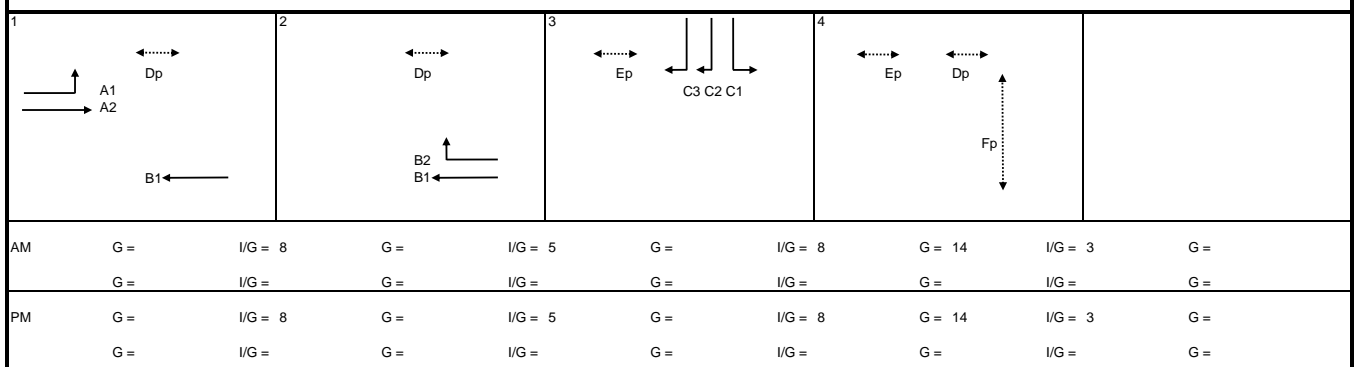 1 2 3 4
Dp Dp Ep Ep Dp
A1 C3 C2 C1
A2
Fp
B2
B1 B1
AM G = I/G = 8 G = I/G = 5 G = I/G = 8 G = 14 I/G = 3 G =
G = I/G = G = I/G = G = I/G = G = I/G = G =
PM G = I/G = 8 G = I/G = 5 G = I/G = 8 G = 14 I/G = 3 G =
G = I/G = G = I/G = G = I/G = G = I/G = G =